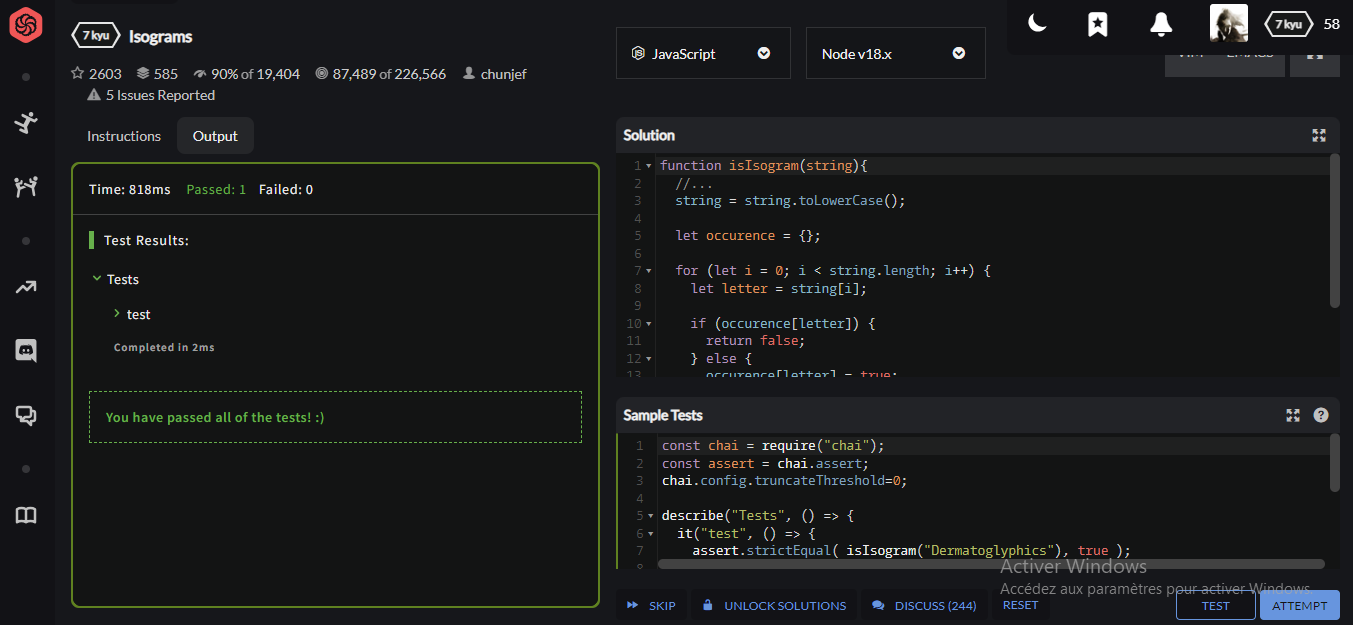 7 kyu Isograms
2603 585 90% of 19,404 87,489 of 226,566 chunjef
5 Issues Reported
Instructions Output
Time: 818ms Passed: 1 Failed: 0
Test Results:
Tests
test
Completed in 2ms
You have passed all of the tests! :)
JavaScript
Node v18.x
7 kyu 58
VIM EMACS
Solution
1 function isIsogram(string){
2 //...
3 string = string.toLowerCase();
4
5 let occurence = {};
6
7 for (let i = 0; i < string.length; i++) {
8 let letter = string[i];
9
10 if (occurence[letter]) {
11 return false;
12 } else {
13 occurence[letter] = true;
Sample Tests
1 const chai = require("chai");
2 const assert = chai.assert;
3 chai.config.truncateThreshold=0;
4
5 describe("Tests", () => {
6 it("test", () => {
7 assert.strictEqual( isIsogram("Dermatoglyphics"), true );
Activer Windows
Accédez aux paramètres pour activer Windows.
SKIP UNLOCK SOLUTIONS DISCUSS (244) RESET TEST ATTEMPT